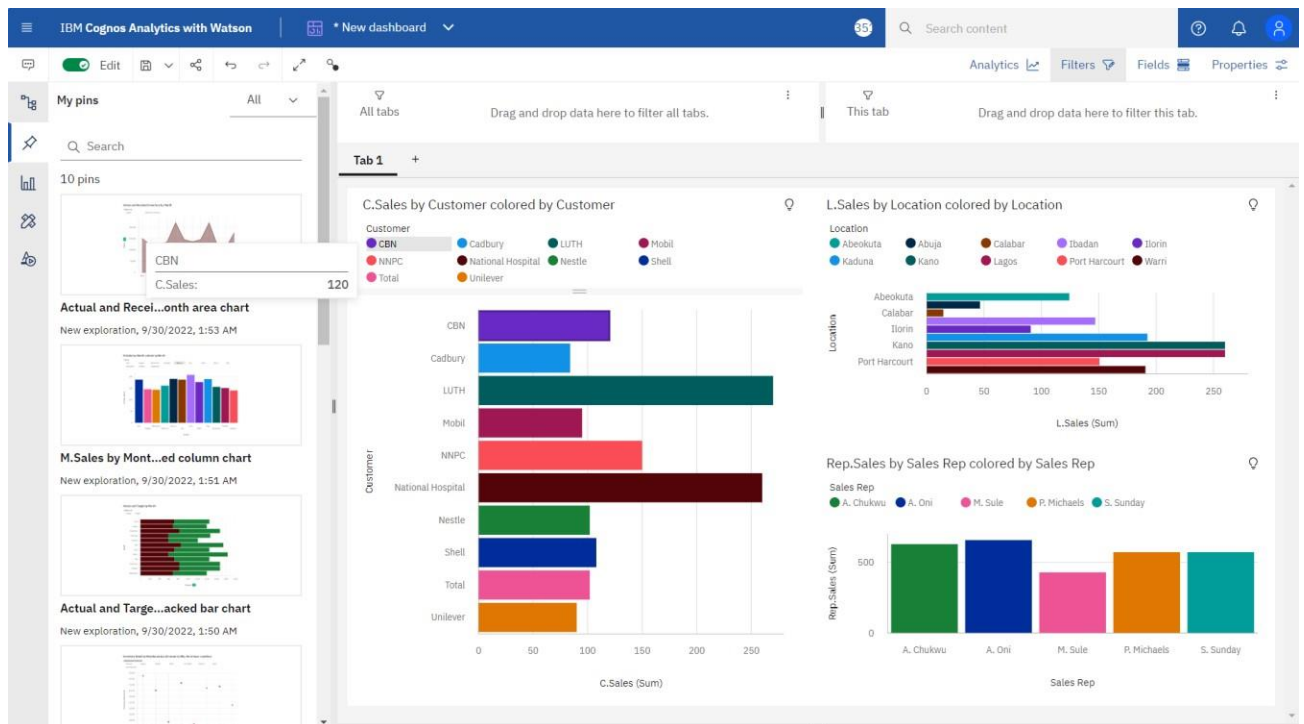 IBM Cognos Analytics with Watson
* New dashboard
Search content
Edit
Analytics
Filters
Fields
Properties
My pins
All
Search
10 pins
CBN
C.Sales: 120
Actual and Recei...onth area chart
New exploration, 9/30/2022, 1:53 AM
M.Sales by Mont...ed column chart
New exploration, 9/30/2022, 1:51 AM
Actual and Targe...acked bar chart
New exploration, 9/30/2022, 1:50 AM
All tabs
Drag and drop data here to filter all tabs.
This tab
Drag and drop data here to filter this tab.
Tab 1 +
C.Sales by Customer colored by Customer
Customer
CBN Cadbury LUTH Mobil
NNPC National Hospital Nestle Shell
Total Unilever
Customer
CBN
Cadbury
LUTH
Mobil
NNPC
National Hospital
Nestle
Shell
Total
Unilever
0 50 100 150 200 250
C.Sales (Sum)
L.Sales by Location colored by Location
Location
Abeokuta Abuja Calabar Ibadan Ilorin
Kaduna Kano Lagos Port Harcourt Warri
Location
Abeokuta
Calabar
Ilorin
Kano
Port Harcourt
0 50 100 150 200 250
L.Sales (Sum)
Rep.Sales by Sales Rep colored by Sales Rep
Sales Rep
A. Chukwu A. Oni M. Sule P. Michaels S. Sunday
Rep.Sales (Sum)
500
0
A. Chukwu A. Oni M. Sule P. Michaels S. Sunday
Sales Rep